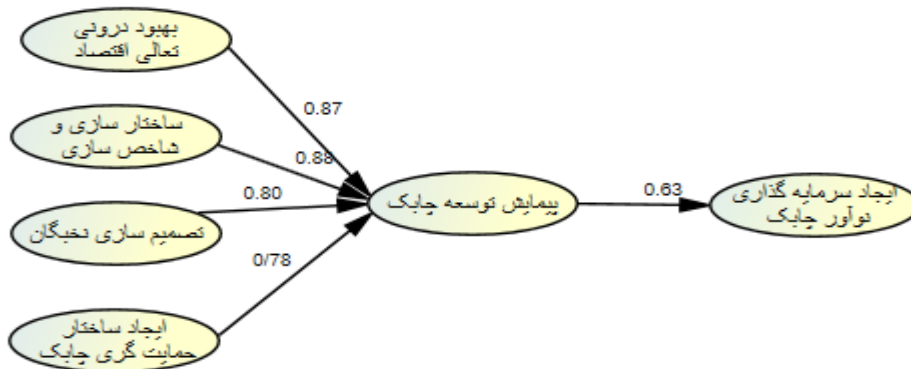 بهبود درونی
تعالی اقتصاد
0.87
ساختار سازی و
شاخص سازی
0.88
0.80
تصمیم سازی نخبگان
پیمایش توسعه چابک
0.63
ایجاد سرمایه گذاری
نوآور چابک
0/78
ایجاد ساختار
حمایت گری چابک